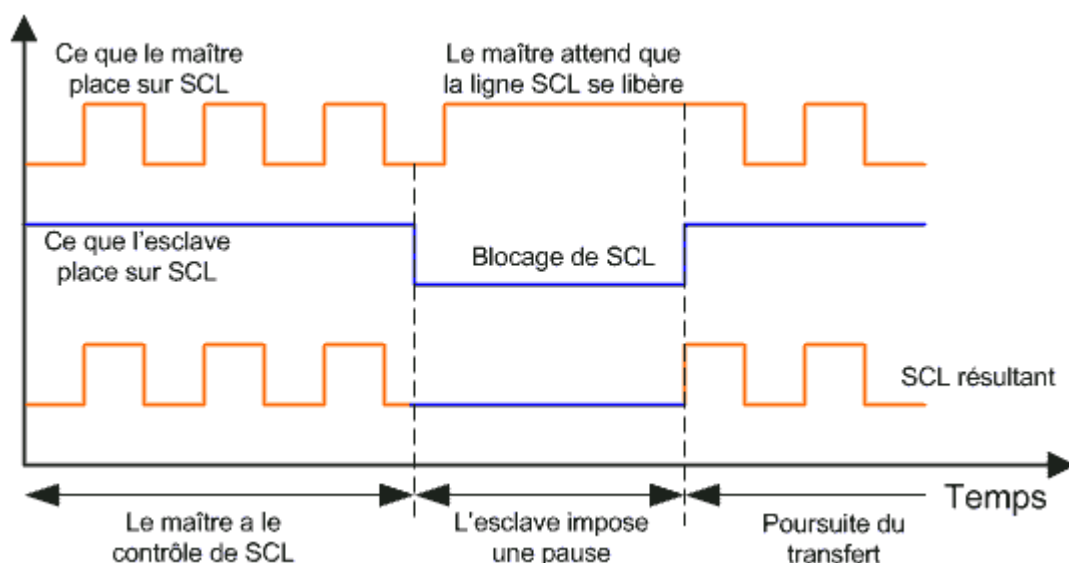 Ce que le maître
place sur SCL
Le maître attend que
la ligne SCL se libère
Ce que l'esclave
place sur SCL
Blocage de SCL
SCL résultant
Temps
Le maître a le
contrôle de SCL
L'esclave impose
une pause
Poursuite du
transfert